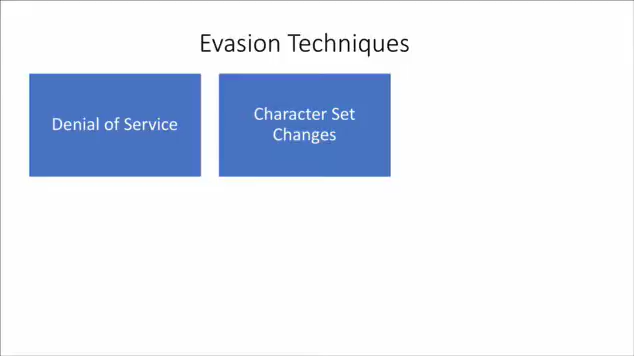 Evasion Techniques
Denial of Service
Character Set
Changes